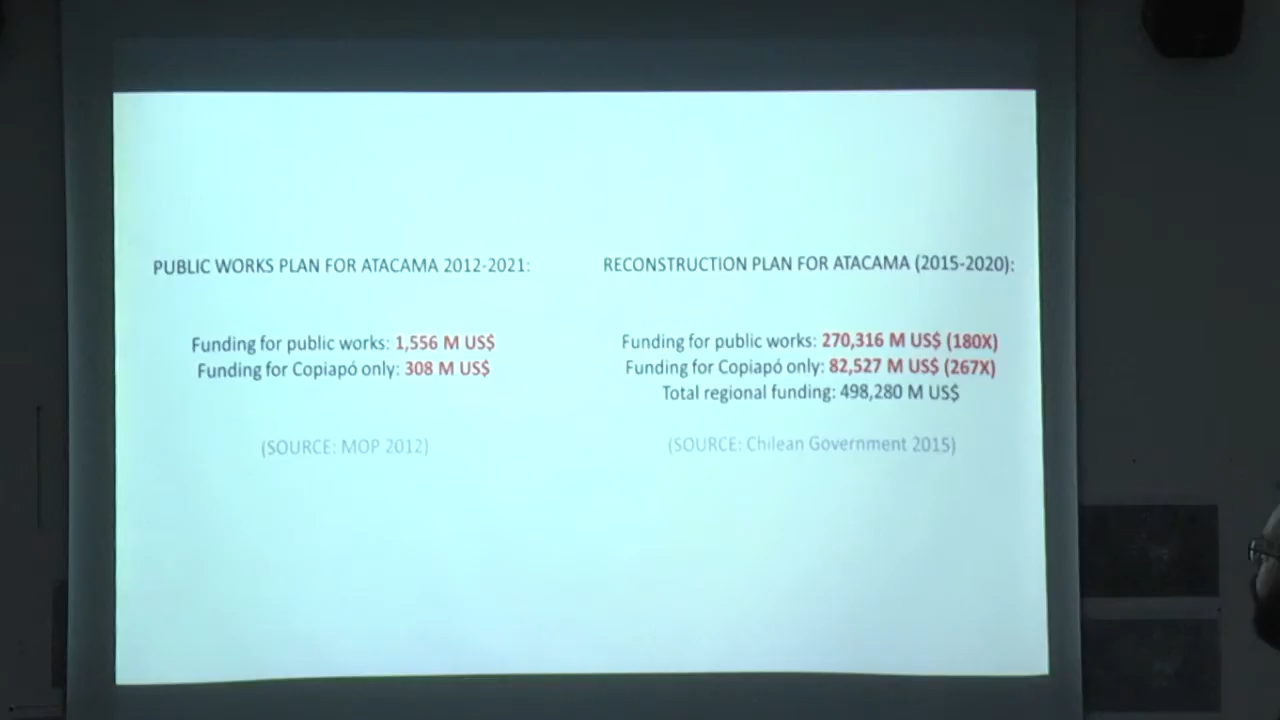 PUBLIC WORKS PLAN FOR ATACAMA 2012-2021:
Funding for public works: 1,556 M US$
Funding for Copiapó only: 308 M US$
(SOURCE: MOP 2012)
RECONSTRUCTION PLAN FOR ATACAMA (2015-2020):
Funding for public works: 270,316 M US$ (180X)
Funding for Copiapó only: 82,527 M US$ (267X)
Total regional funding: 498,280 M US$
(SOURCE: Chilean Government 2015)